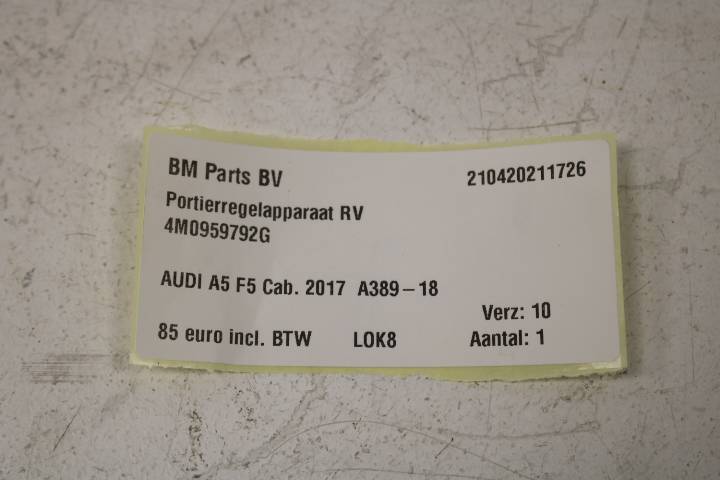 BM Parts BV 210420211726
Portierregelapparaat RV
4M0959792G
AUDI A5 F5 Cab. 2017 A389-18
Verz: 10
85 euro incl. BTW LOK8 Aantal: 1